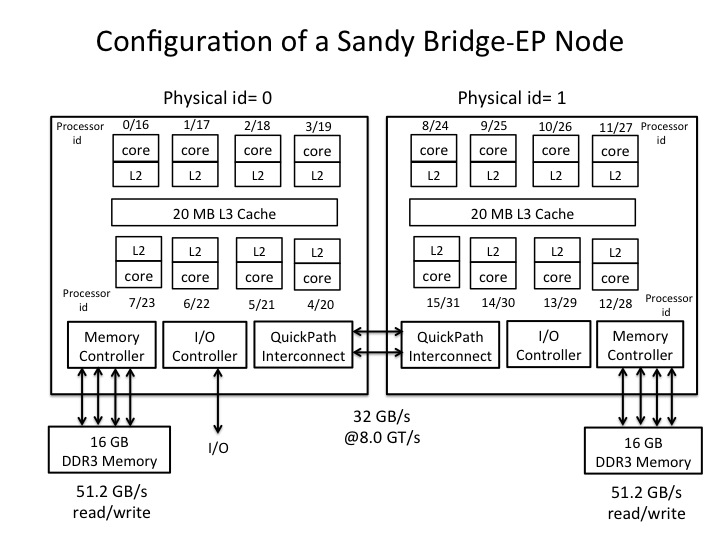 Configuration of a Sandy Bridge-EP Node
Physical id= 0
Processor id
0/16 1/17 2/18 3/19
core core core core
L2 L2 L2 L2
20 MB L3 Cache
L2 L2 L2 L2
core core core core
Processor id
7/23 6/22 5/21 4/20
Memory Controller
I/O Controller
QuickPath Interconnect
16 GB
DDR3 Memory
51.2 GB/s
read/write
I/O
32 GB/s
@8.0 GT/s
Physical id= 1
8/24 9/25 10/26 11/27
Processor id
core core core core
L2 L2 L2 L2
20 MB L3 Cache
L2 L2 L2 L2
core core core core
15/31 14/30 13/29 12/28
Processor id
QuickPath Interconnect
I/O Controller
Memory Controller
16 GB
DDR3 Memory
51.2 GB/s
read/write